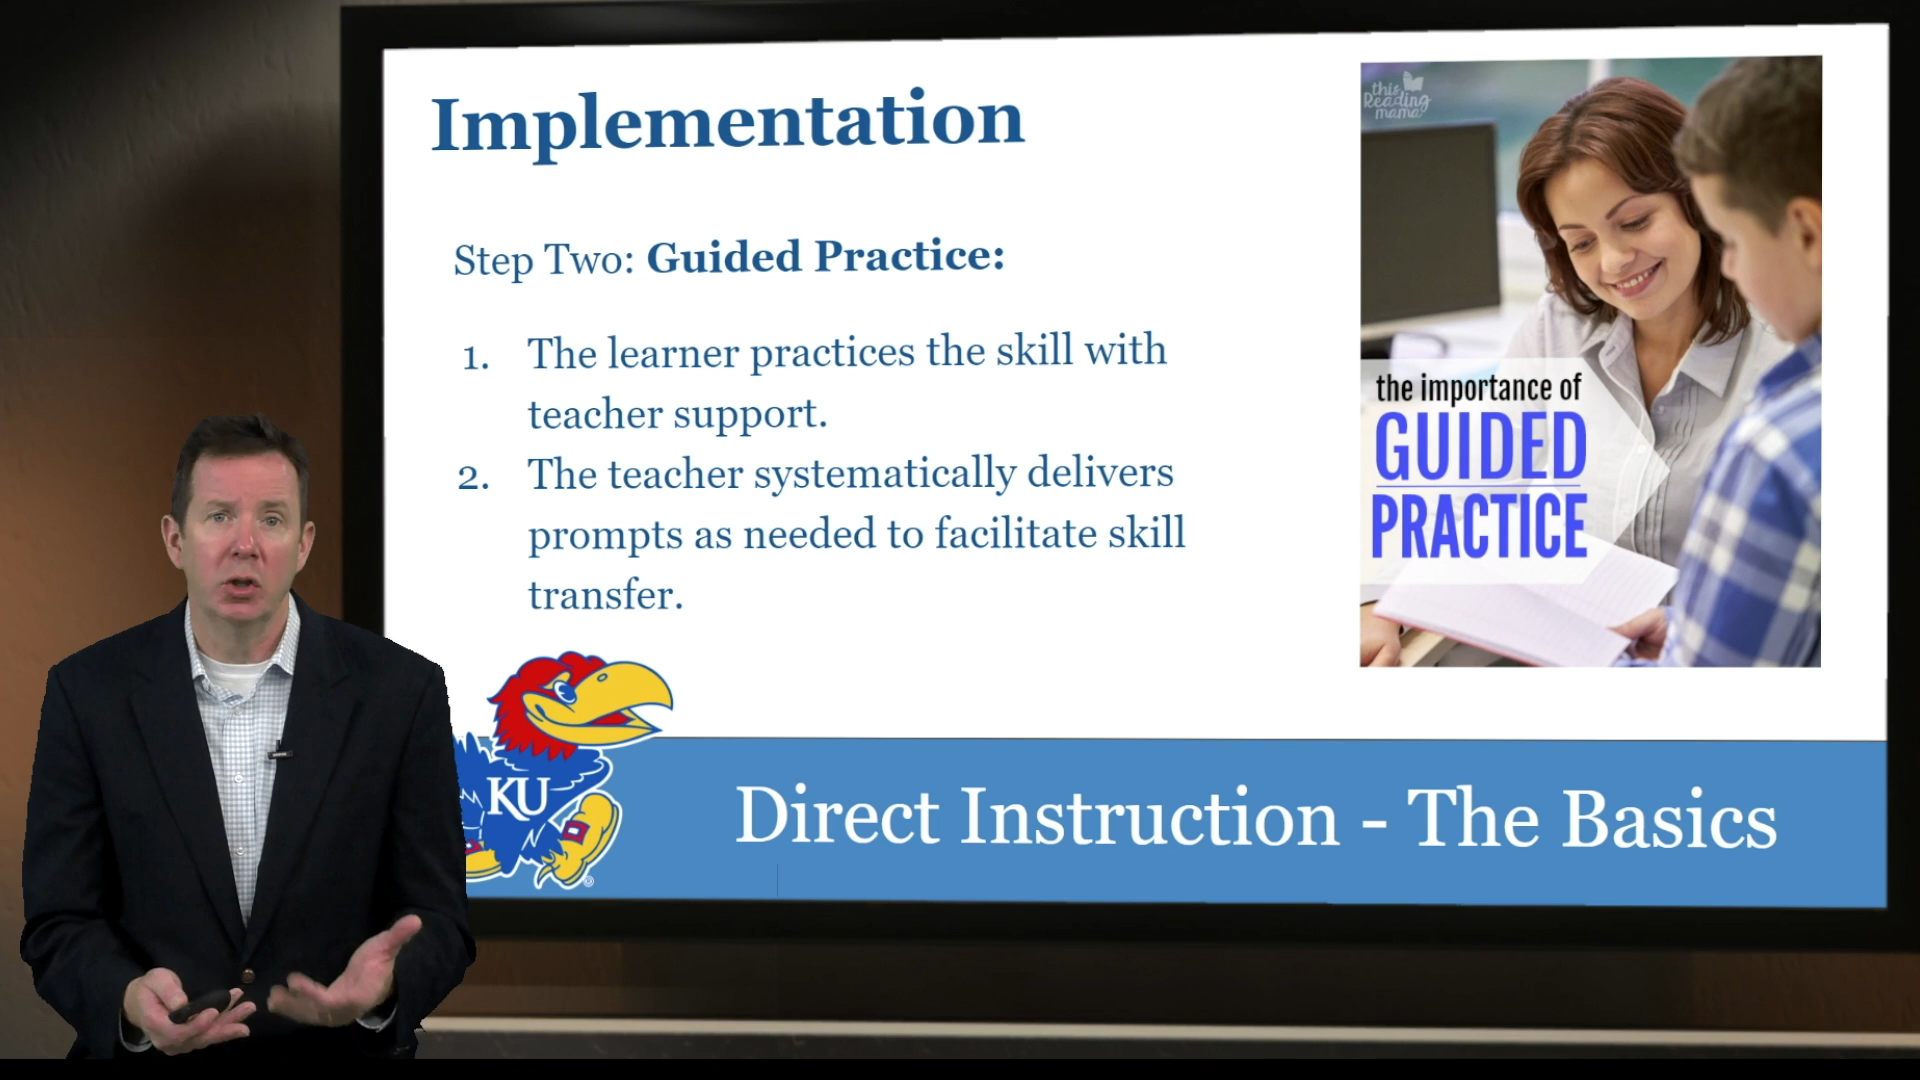 Implementation
Step Two: Guided Practice:
1. The learner practices the skill with
teacher support.
2. The teacher systematically delivers
prompts as needed to facilitate skill
transfer.
this
Reading
mama
the importance of
GUIDED
PRACTICE
KU
®
Direct Instruction - The Basics